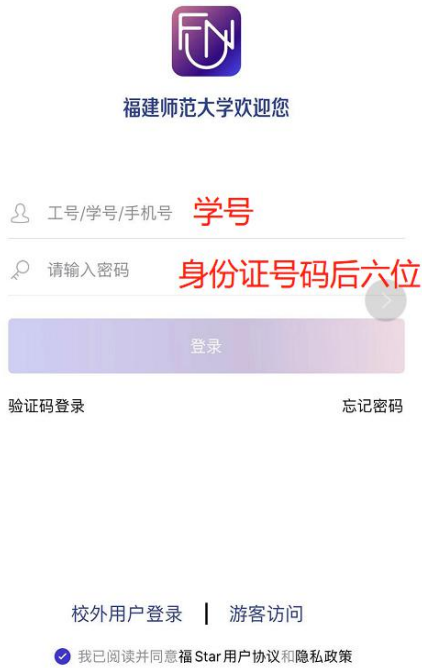 FUN
福建师范大学欢迎您
工号/学号/手机号 学号
请输入密码 身份证号码后六位
登录
验证码登录 忘记密码
校外用户登录 | 游客访问
我已阅读并同意福Star用户协议和隐私政策